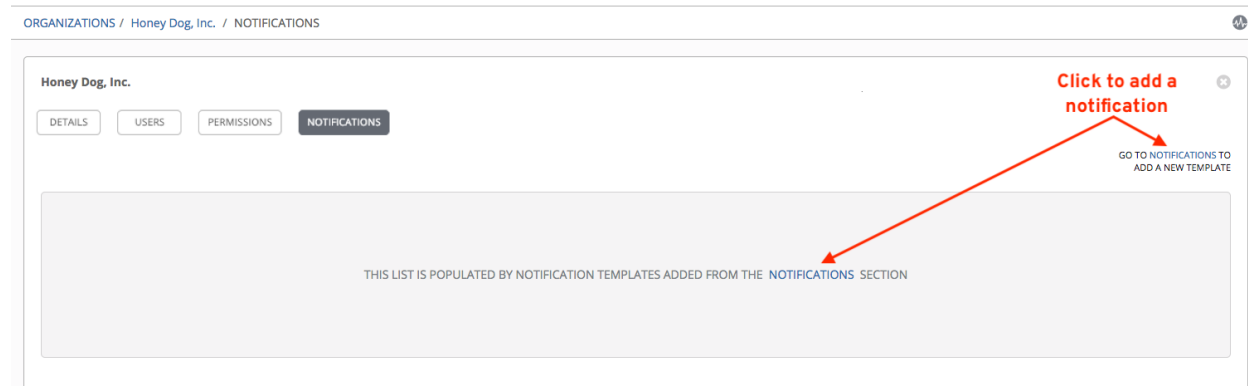 ORGANIZATIONS / Honey Dog, Inc. / NOTIFICATIONS
Honey Dog, Inc.
Click to add a
notification
DETAILS USERS PERMISSIONS NOTIFICATIONS
GO TO NOTIFICATIONS TO
ADD A NEW TEMPLATE
THIS LIST IS POPULATED BY NOTIFICATION TEMPLATES ADDED FROM THE NOTIFICATIONS SECTION